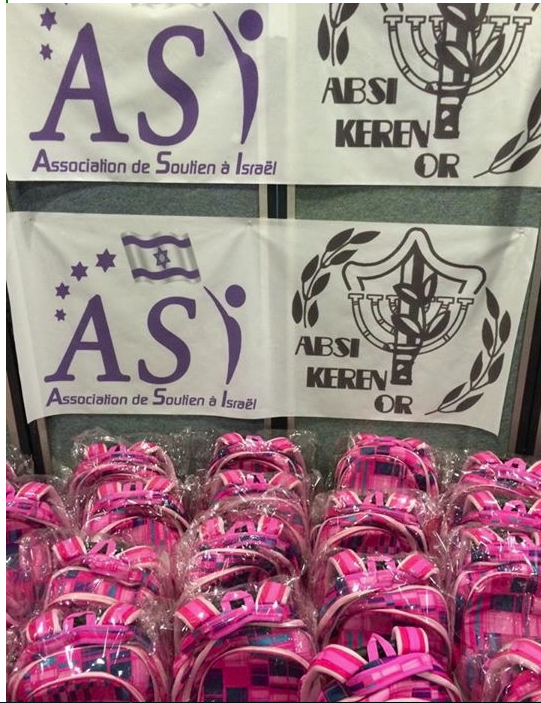 ASI
Association de Soutien à Israël
ABSI
KEREN
OR
ASI
Association de Soutien à Israël
ABSI
KEREN
OR